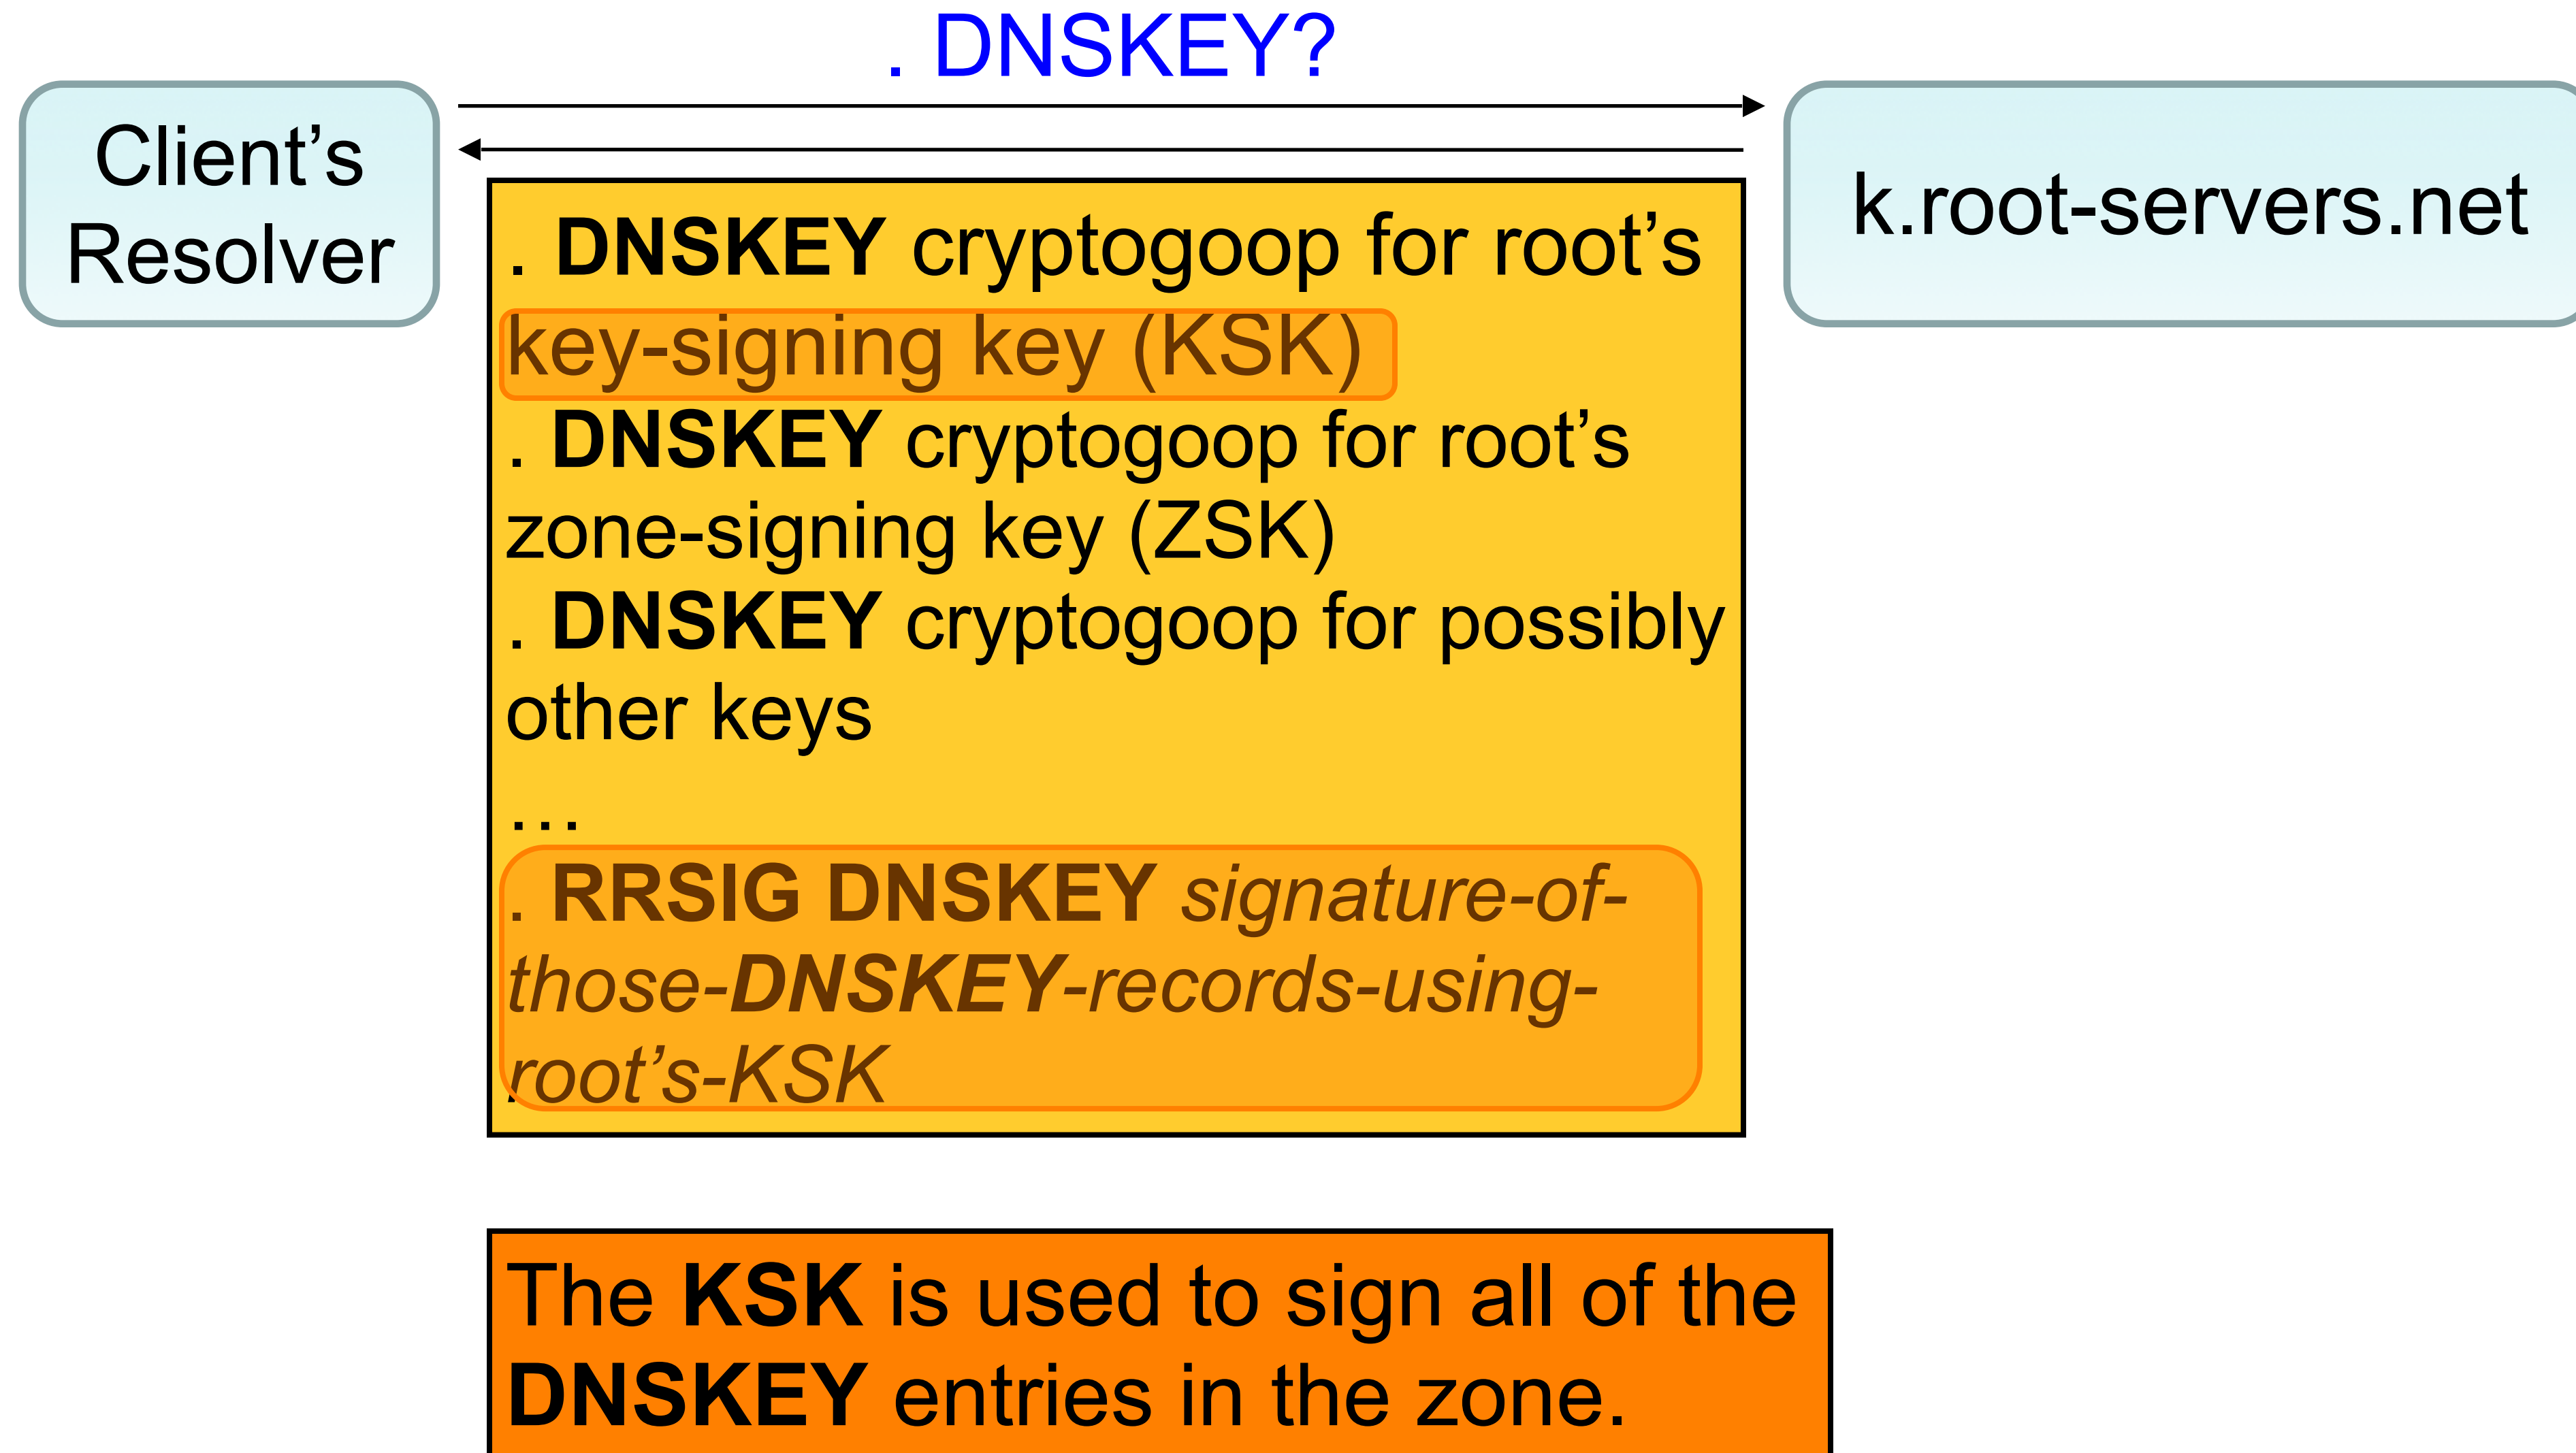 . DNSKEY?
Client’s
Resolver
k.root-servers.net
. DNSKEY cryptogoop for root’s
key-signing key (KSK)
. DNSKEY cryptogoop for root’s
zone-signing key (ZSK)
. DNSKEY cryptogoop for possibly
other keys
…
. RRSIG DNSKEY signature-of-
those-DNSKEY-records-using-
root’s-KSK
The KSK is used to sign all of the
DNSKEY entries in the zone.